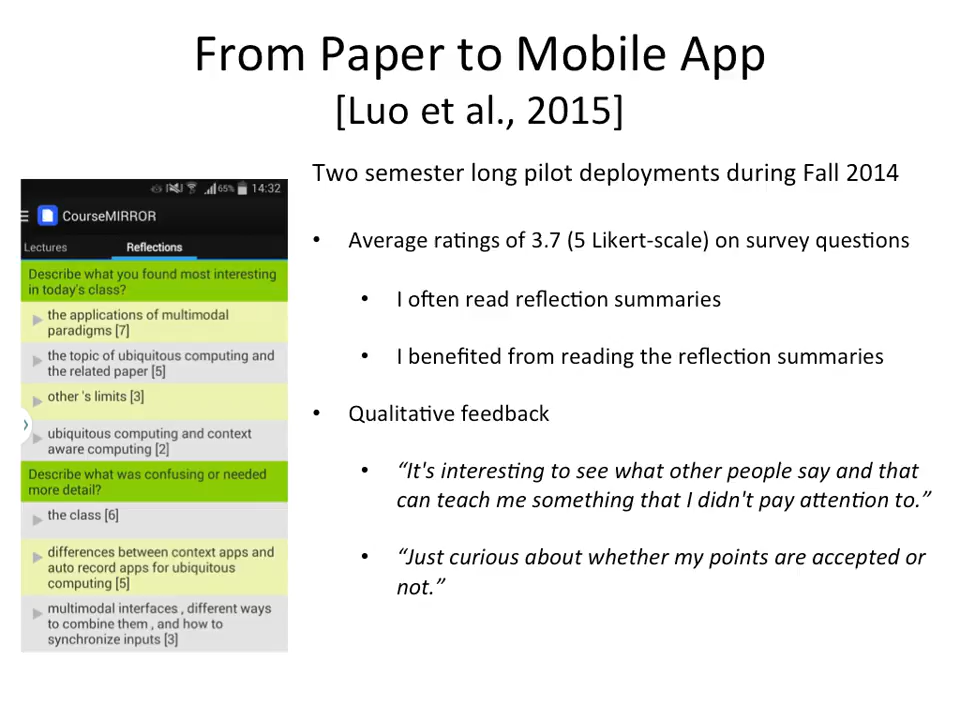 From Paper to Mobile App
[Luo et al., 2015]
65% 14:32
CourseMIRROR
Lectures Reflections
Describe what you found most interesting
in today's class?
the applications of multimodal
paradigms [7]
the topic of ubiquitous computing and
the related paper [5]
other 's limits [3]
ubiquitous computing and context
aware computing [2]
Describe what was confusing or needed
more detail?
the class [6]
differences between context apps and
auto record apps for ubiquitous
computing [5]
multimodal interfaces , different ways
to combine them , and how to
synchronize inputs [3]
Two semester long pilot deployments during Fall 2014
• Average ratings of 3.7 (5 Likert-scale) on survey questions
• I often read reflection summaries
• I benefited from reading the reflection summaries
• Qualitative feedback
• “It's interesting to see what other people say and that
can teach me something that I didn't pay attention to.”
• “Just curious about whether my points are accepted or
not.”